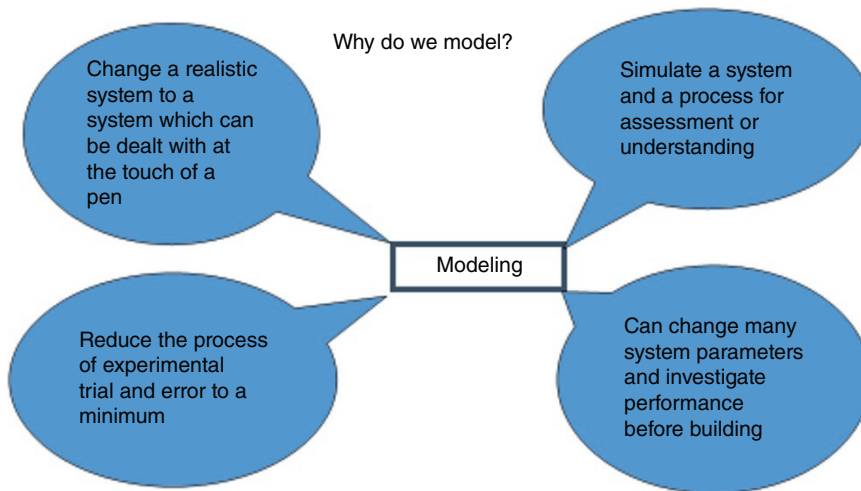 Why do we model?
Change a realistic
system to a
system which can
be dealt with at
the touch of a
pen
Simulate a system
and a process for
assessment or
understanding
Modeling
Reduce the process
of experimental
trial and error to a
minimum
Can change many
system parameters
and investigate
performance
before building